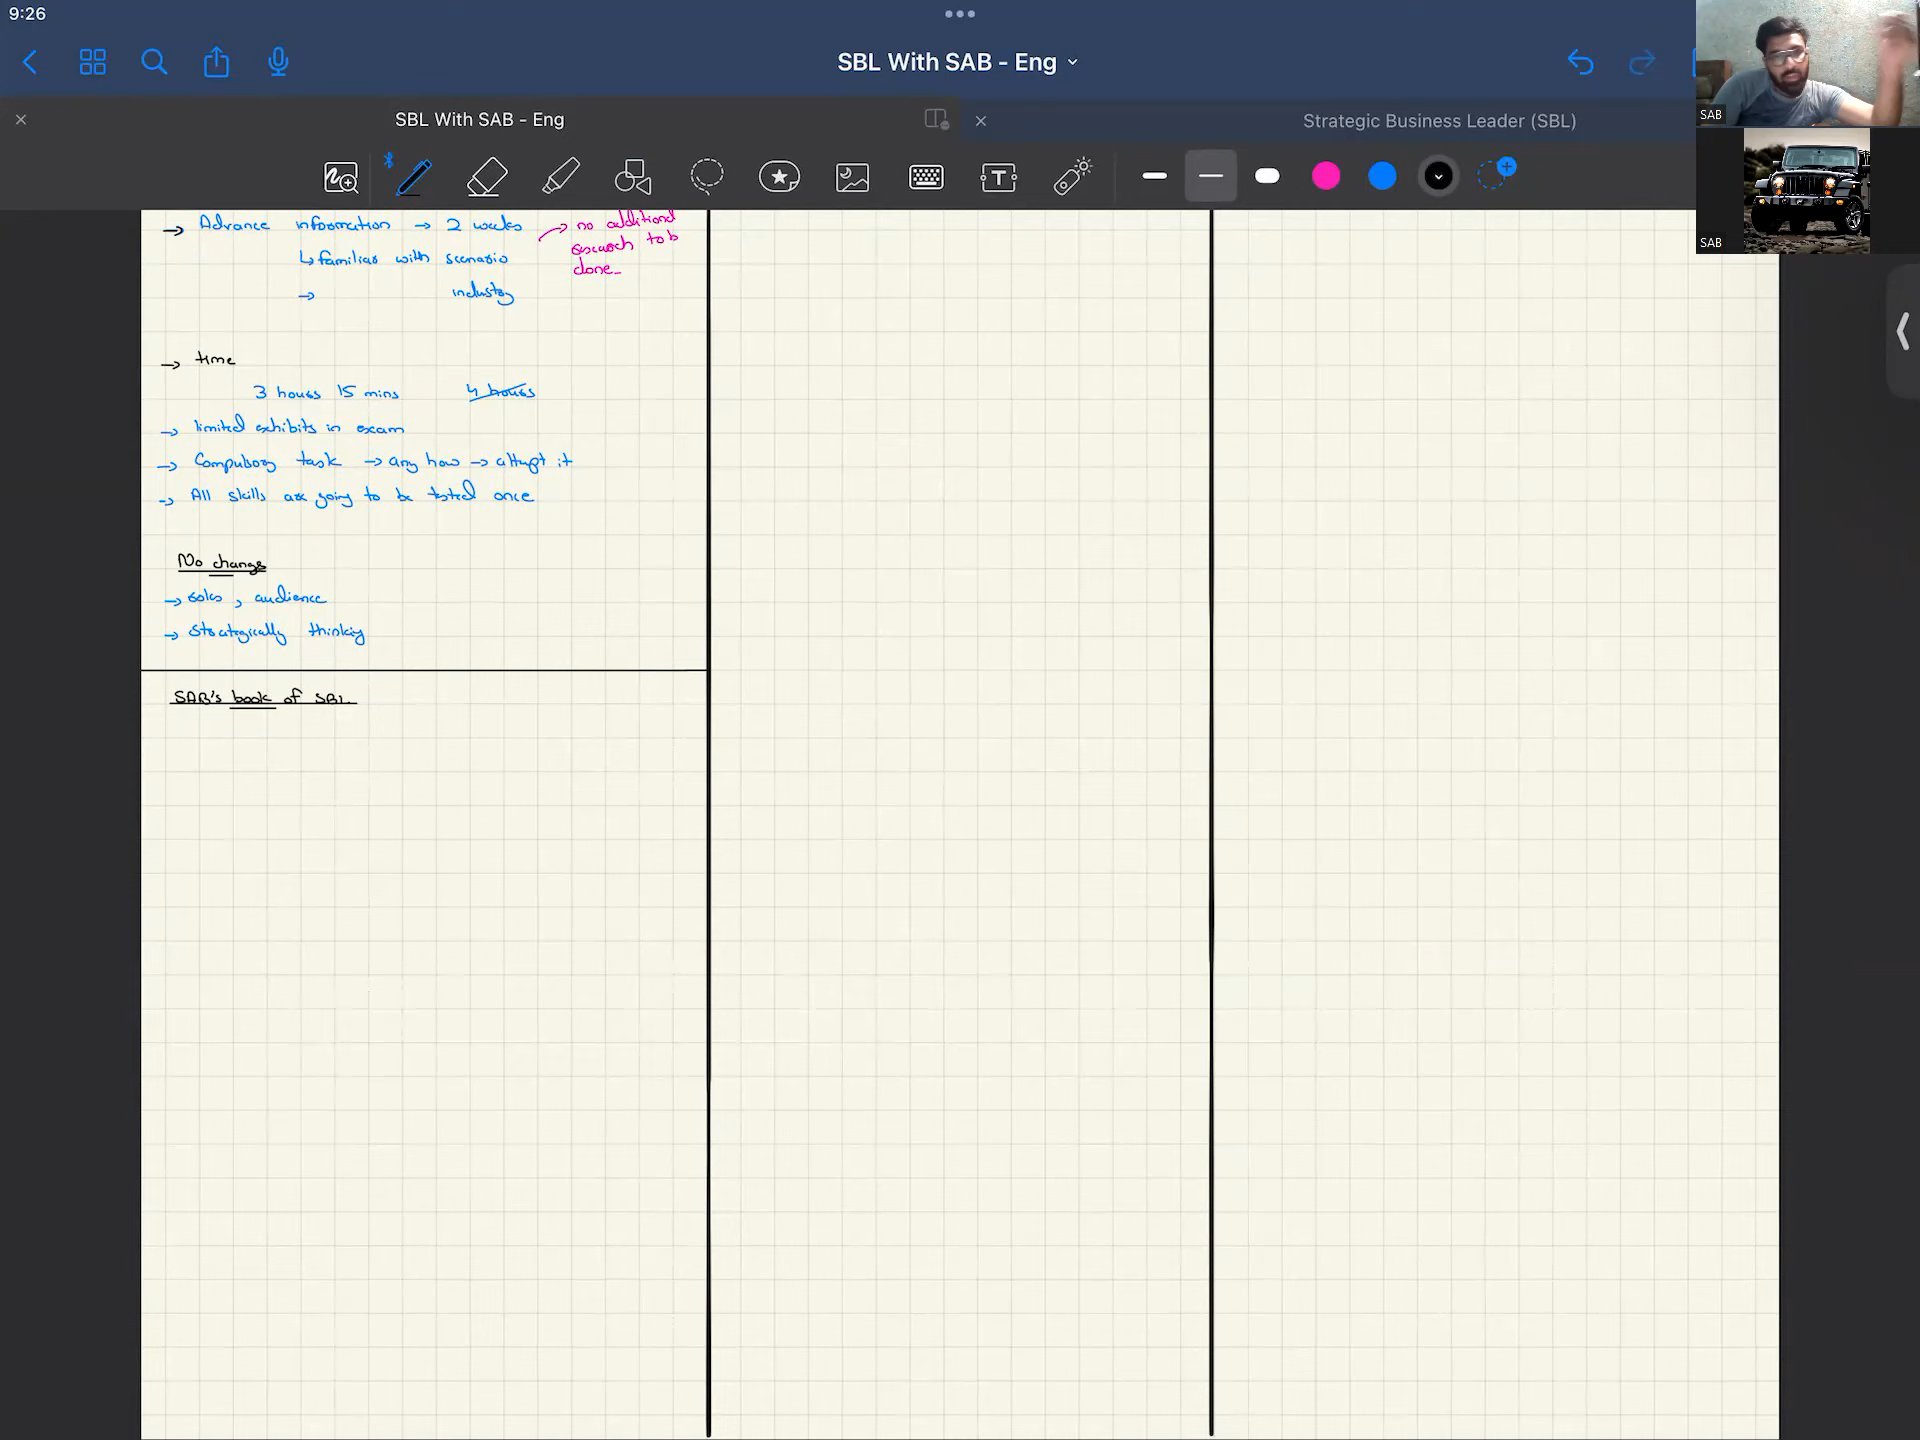 9:26
SBL With SAB - Eng
SBL With SAB - Eng
Strategic Business Leader (SBL)
SAB
SAB
→ Advance information → 2 weeks
→ no additional
research to b
done
↳ familiar with scenario
→ industry
→ time
3 hours 15 mins 4 hours
→ limited exhibits in exam
→ Compulsory task → any how → attempt it
→ All skills are going to be tested once
No change
→ roles, audience
→ strategically thinking
SAB's book of SBL